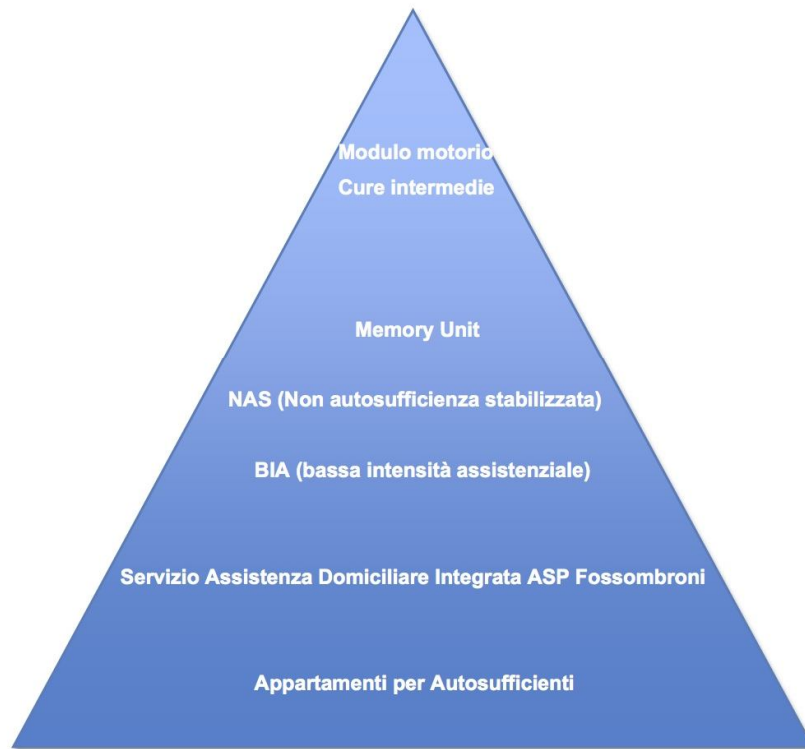 Modulo motorio
Cure intermedie
Memory Unit
NAS (Non autosufficienza stabilizzata)
BIA (bassa intensità assistenziale)
Servizio Assistenza Domiciliare Integrata ASP Fossombroni
Appartamenti per Autosufficienti